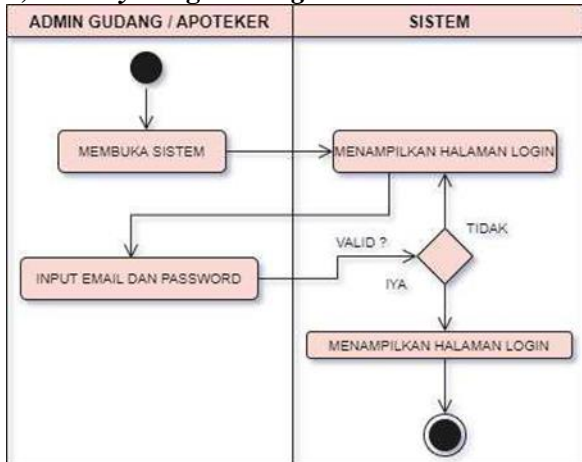 ADMIN GUDANG / APOTEKER
SISTEM
MEMBUKA SISTEM
MENAMPILKAN HALAMAN LOGIN
TIDAK
VALID ?
INPUT EMAIL DAN PASSWORD
IYA
MENAMPILKAN HALAMAN LOGIN